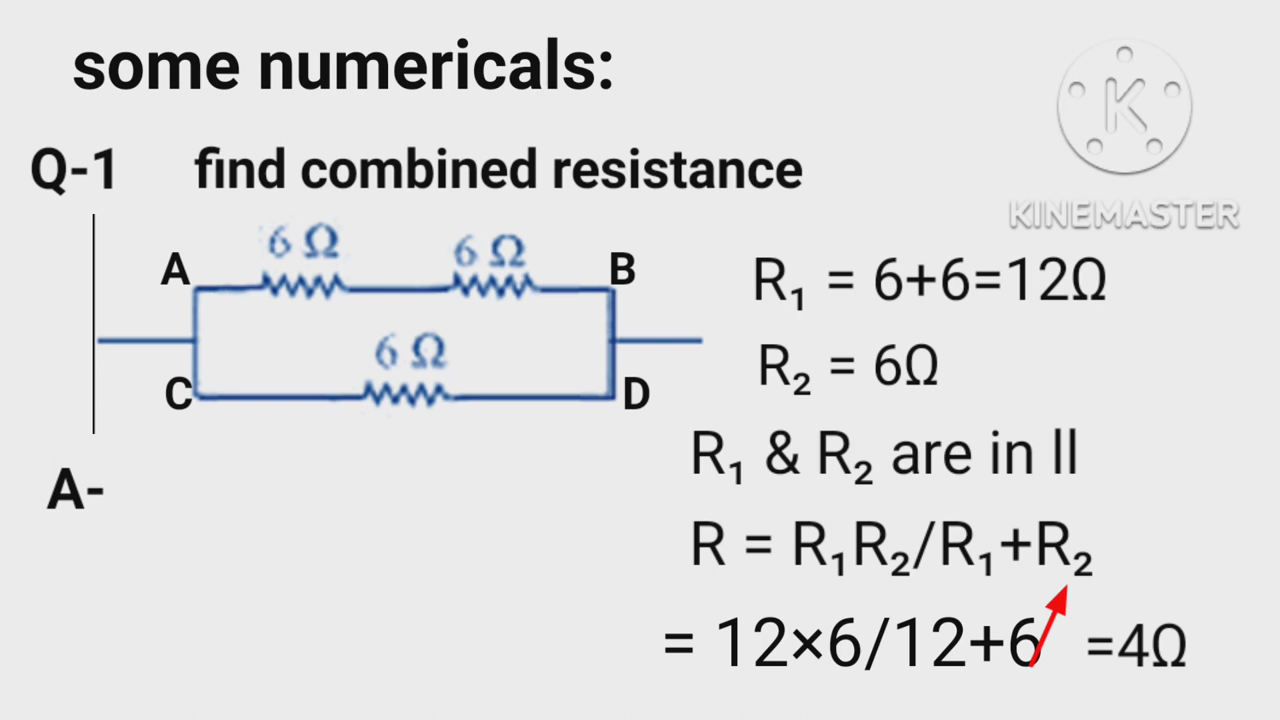 some numericals:
K
KINEMASTER
Q-1 find combined resistance
6 Ω 6 Ω
A B
6 Ω
C D
A-
R₁ = 6+6=12Ω
R₂ = 6Ω
R₁ & R₂ are in ll
R = R₁R₂/R₁+R₂
= 12×6/12+6 =4Ω